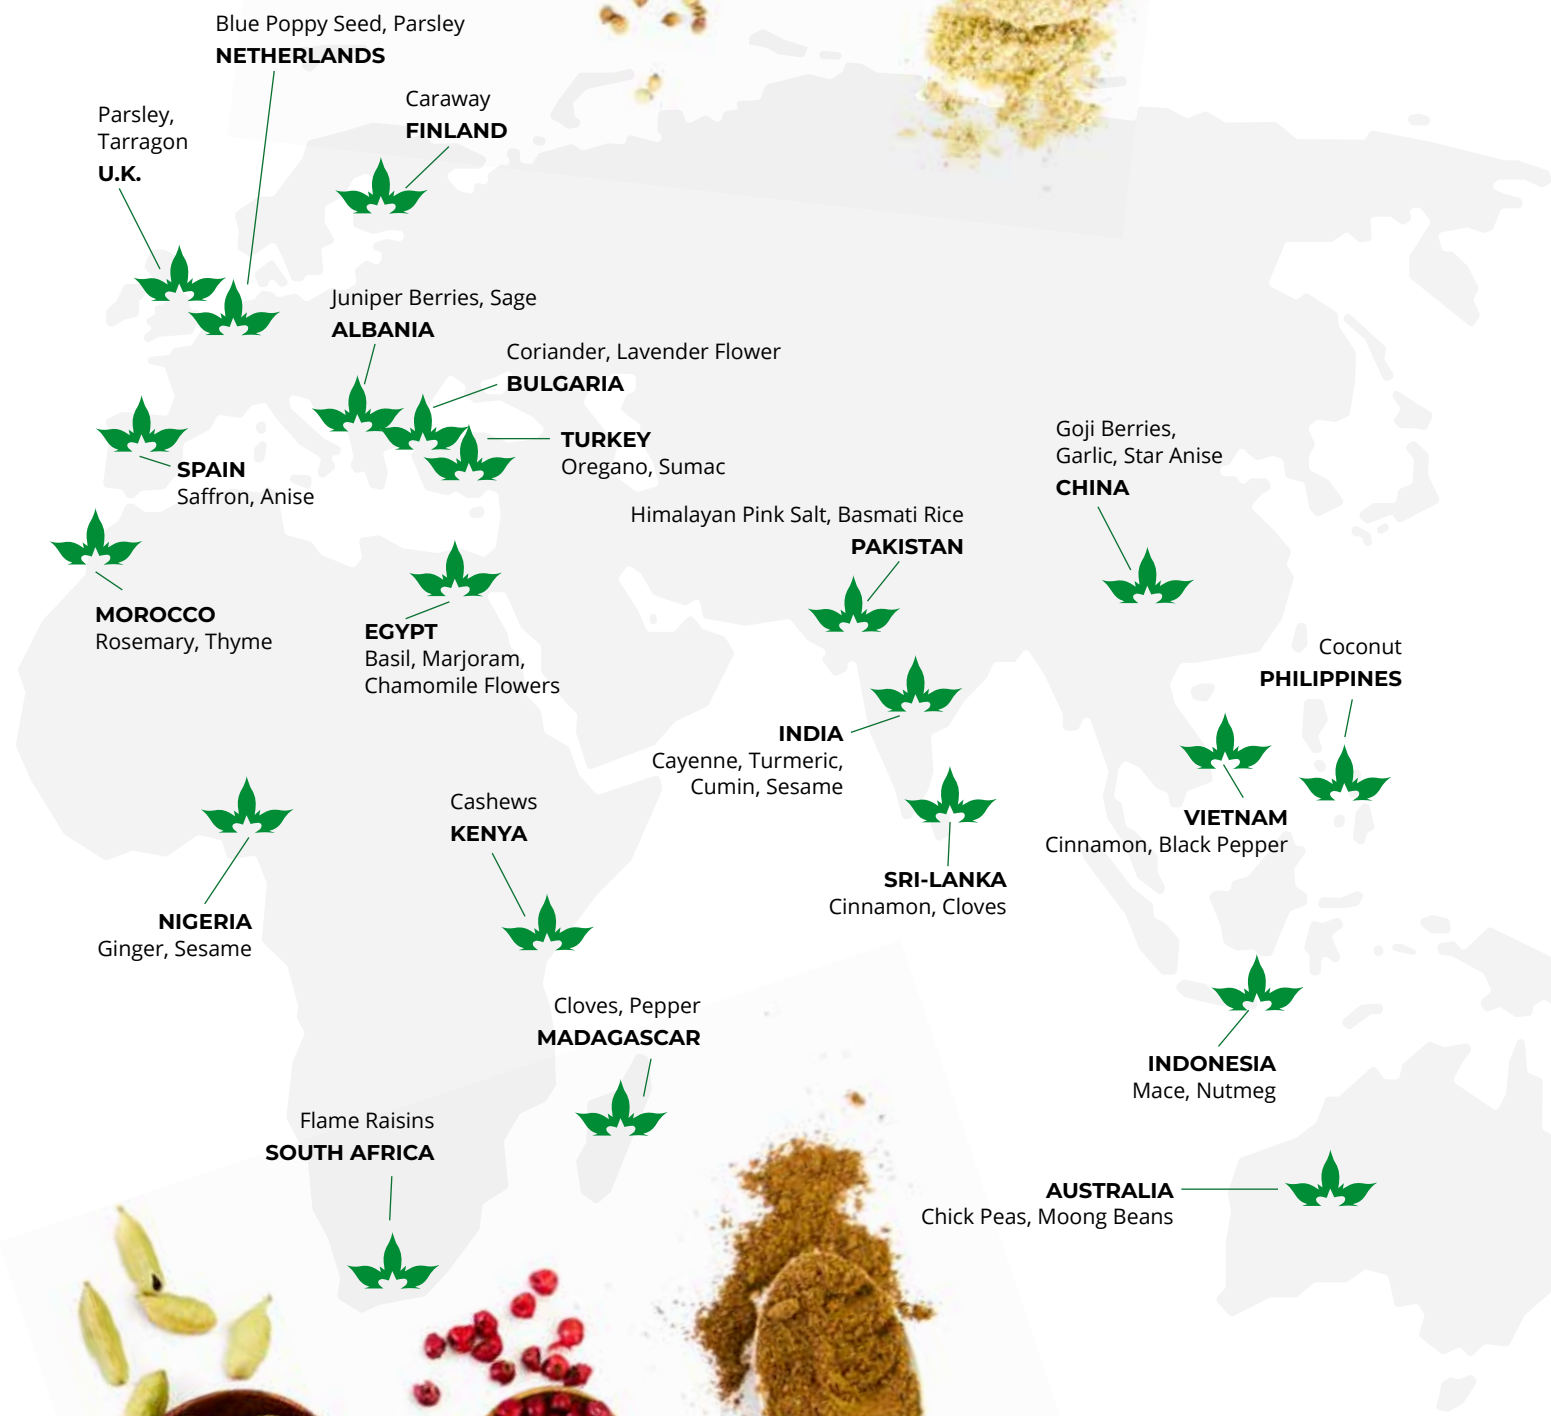 Blue Poppy Seed, Parsley
NETHERLANDS
Caraway
FINLAND
Parsley,
Tarragon
U.K.
Juniper Berries, Sage
ALBANIA
Coriander, Lavender Flower
BULGARIA
TURKEY
Oregano, Sumac
SPAIN
Saffron, Anise
Goji Berries,
Garlic, Star Anise
CHINA
Himalayan Pink Salt, Basmati Rice
PAKISTAN
MOROCCO
Rosemary, Thyme
EGYPT
Basil, Marjoram,
Chamomile Flowers
Coconut
PHILIPPINES
INDIA
Cayenne, Turmeric,
Cumin, Sesame
Cashews
KENYA
VIETNAM
Cinnamon, Black Pepper
SRI-LANKA
Cinnamon, Cloves
NIGERIA
Ginger, Sesame
Cloves, Pepper
MADAGASCAR
INDONESIA
Mace, Nutmeg
Flame Raisins
SOUTH AFRICA
AUSTRALIA
Chick Peas, Moong Beans